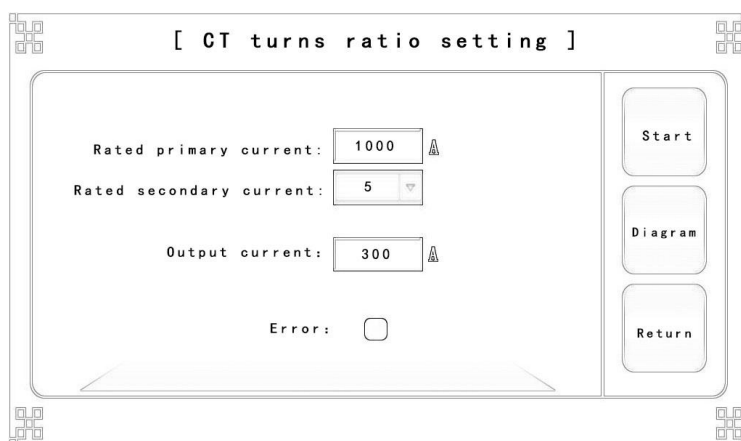 [ CT turns ratio setting ]
Rated primary current: 1000 A
Rated secondary current: 5
Output current: 300 A
Error:
Start
Diagram
Return